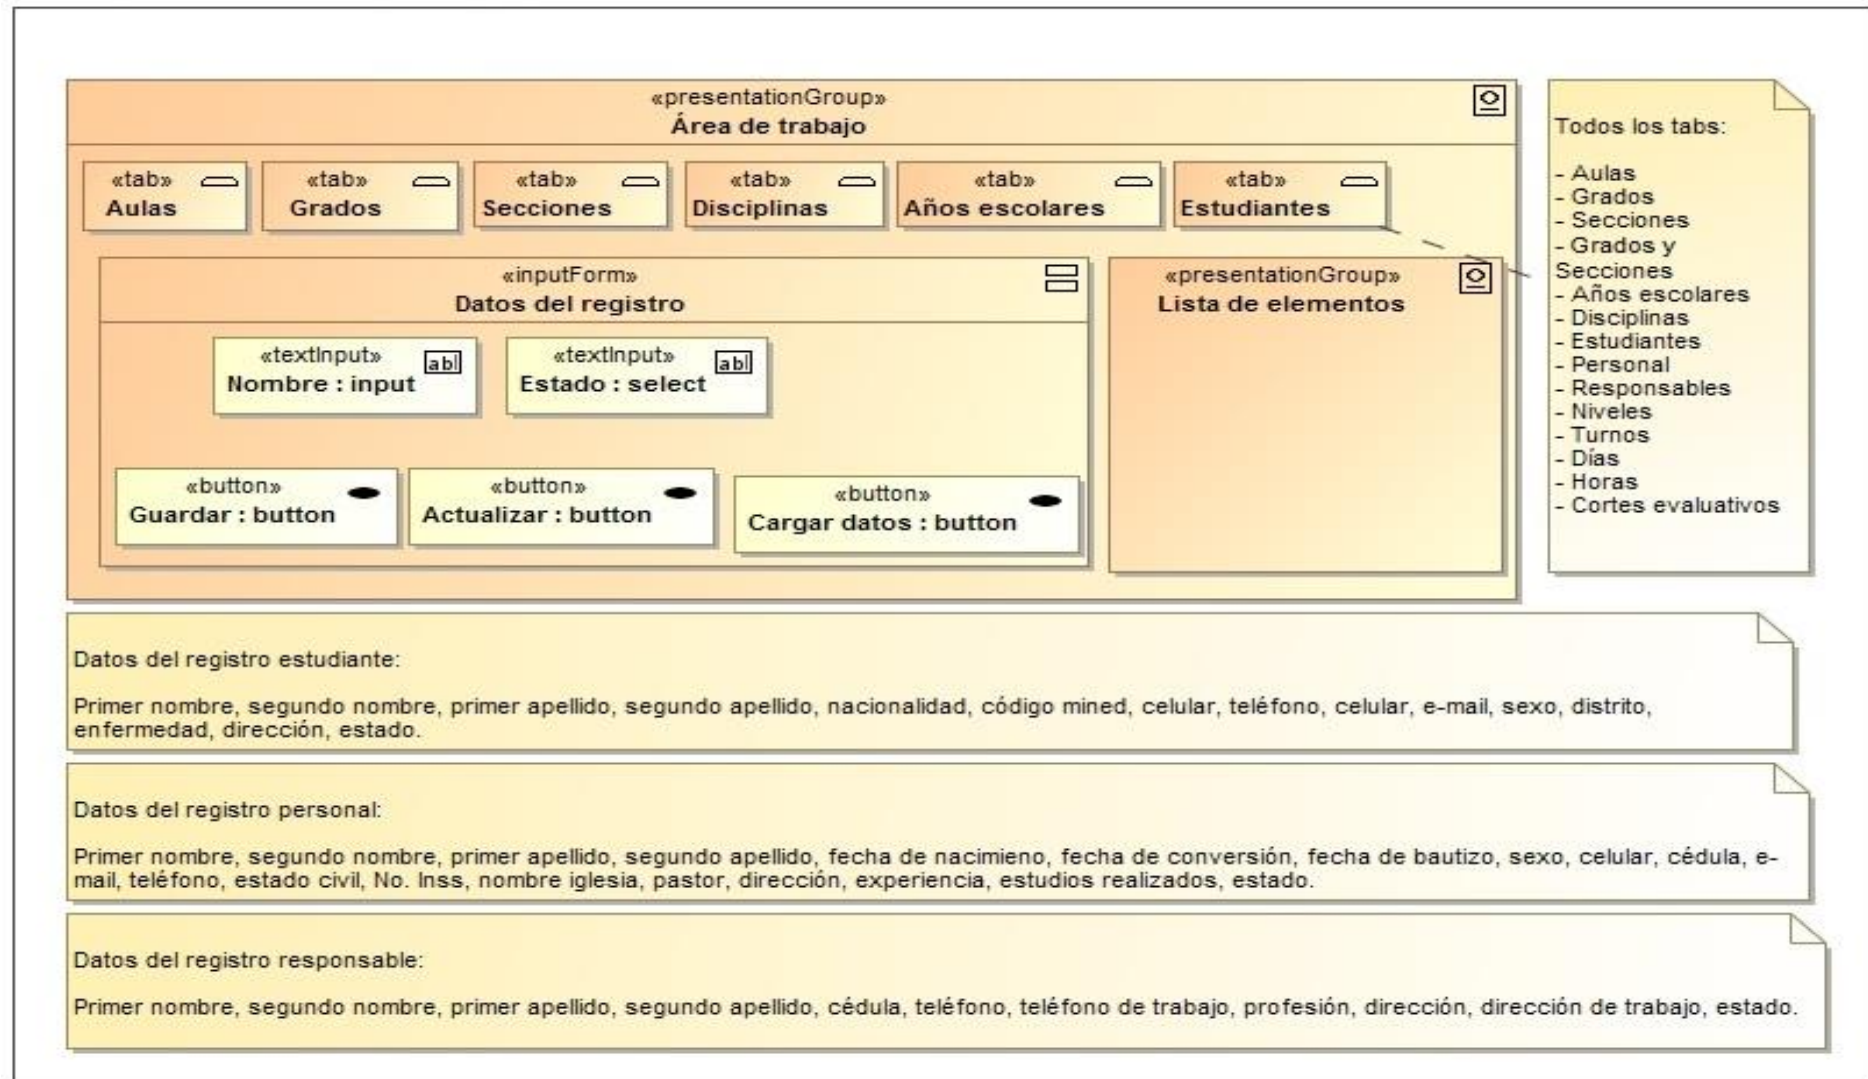 «presentationGroup»
Área de trabajo
«tab»
Aulas
«tab»
Grados
«tab»
Secciones
«tab»
Disciplinas
«tab»
Años escolares
«tab»
Estudiantes
«inputForm»
Datos del registro
«textInput»
Nombre : input
abl
«textInput»
Estado : select
abl
«button»
Guardar : button
«button»
Actualizar : button
«button»
Cargar datos : button
«presentationGroup»
Lista de elementos
Todos los tabs:
- Aulas
- Grados
- Secciones
- Grados y
Secciones
- Años escolares
- Disciplinas
- Estudiantes
- Personal
- Responsables
- Niveles
- Turnos
- Días
- Horas
- Cortes evaluativos
Datos del registro estudiante:
Primer nombre, segundo nombre, primer apellido, segundo apellido, nacionalidad, código mined, celular, teléfono, celular, e-mail, sexo, distrito,
enfermedad, dirección, estado.
Datos del registro personal:
Primer nombre, segundo nombre, primer apellido, segundo apellido, fecha de nacimieno, fecha de conversión, fecha de bautizo, sexo, celular, cédula, e-
mail, teléfono, estado civil, No. Inss, nombre iglesia, pastor, dirección, experiencia, estudios realizados, estado.
Datos del registro responsable:
Primer nombre, segundo nombre, primer apellido, segundo apellido, cédula, teléfono, teléfono de trabajo, profesión, dirección, dirección de trabajo, estado.